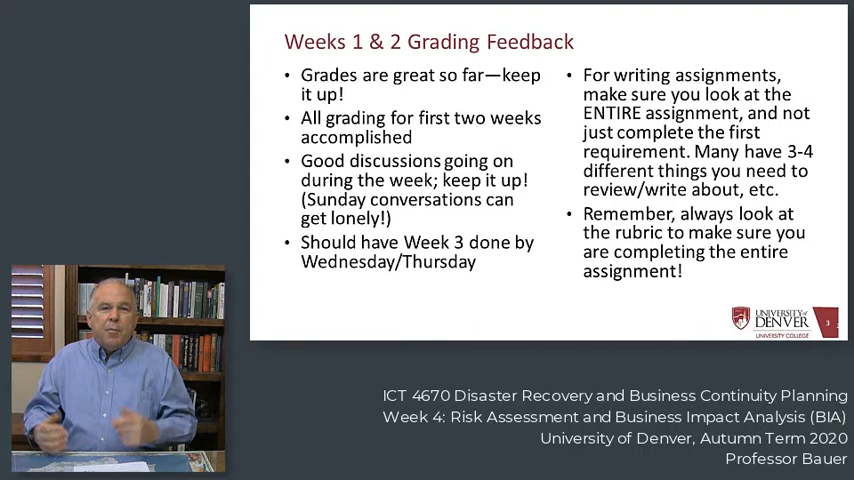 Weeks 1 & 2 Grading Feedback
• Grades are great so far—keep
it up!
• All grading for first two weeks
accomplished
• Good discussions going on
during the week; keep it up!
(Sunday conversations can
get lonely!)
• Should have Week 3 done by
Wednesday/Thursday
• For writing assignments,
make sure you look at the
ENTIRE assignment, and not
just complete the first
requirement. Many have 3-4
different things you need to
review/write about, etc.
• Remember, always look at
the rubric to make sure you
are completing the entire
assignment!
UNIVERSITY of
DENVER
UNIVERSITY COLLEGE
3
ICT 4670 Disaster Recovery and Business Continuity Planning
Week 4: Risk Assessment and Business Impact Analysis (BIA)
University of Denver, Autumn Term 2020
Professor Bauer